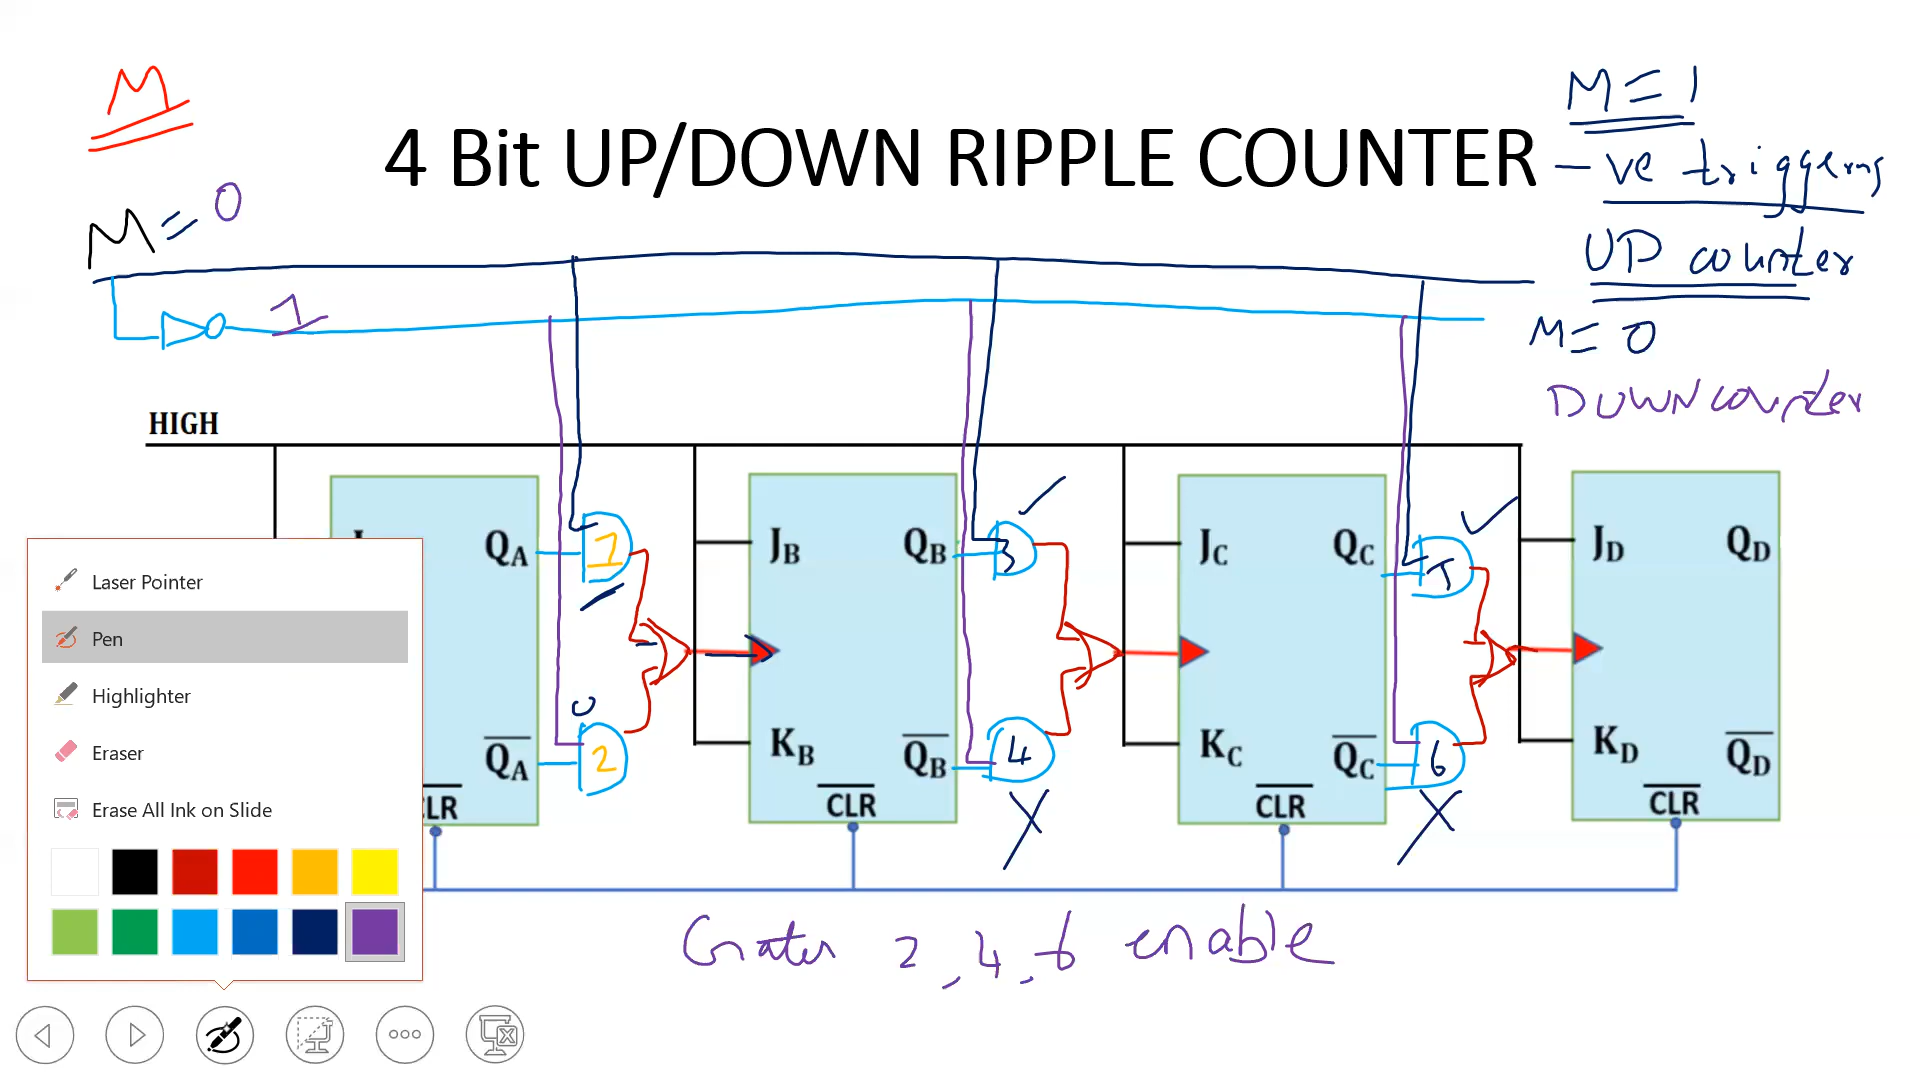 M
4 Bit UP/DOWN RIPPLE COUNTER
M = 1
-ve triggering
UP counter
M = 0
1
M = 0
DOWN counter
HIGH
QA
1
JB
QB
3
JC
QC
5
JD
QD
0
QA
2
KB
QB
4
KC
QC
6
KD
QD
CLR
CLR
CLR
CLR
Gates 2, 4, 6 enable
Laser Pointer
Pen
Highlighter
Eraser
Erase All Ink on Slide